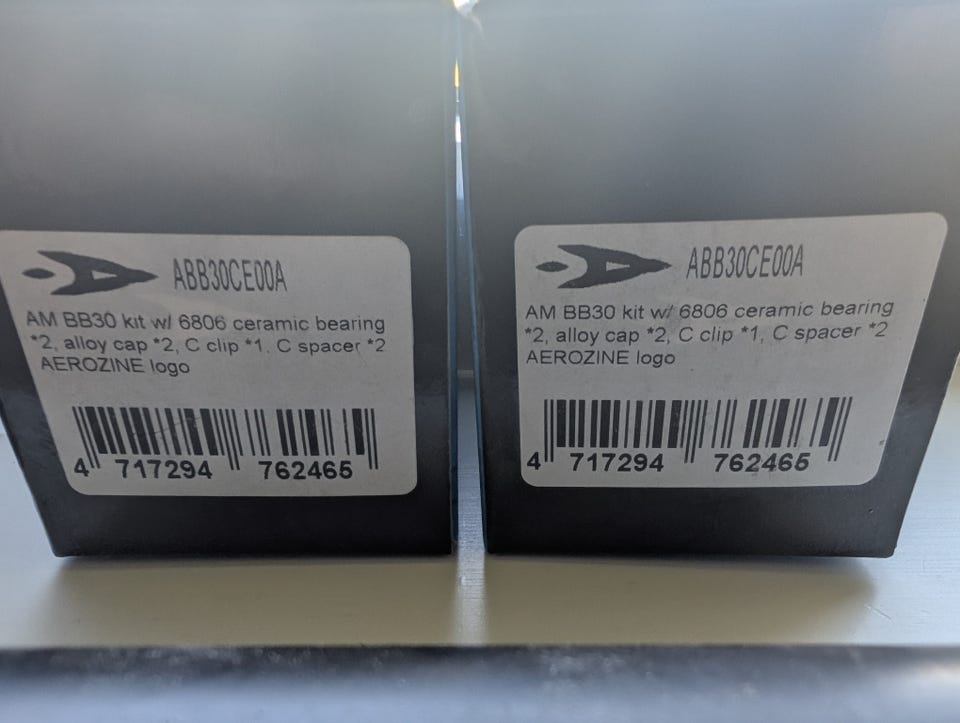 ABB30CE00A
AM BB30 kit w/ 6806 ceramic bearing
*2, alloy cap *2, C clip *1, C spacer *2
AEROZINE logo
4 717294 762465
ABB30CE00A
AM BB30 kit w/ 6806 ceramic bearing
*2, alloy cap *2, C clip *1, C spacer *2
AEROZINE logo
4 717294 762465